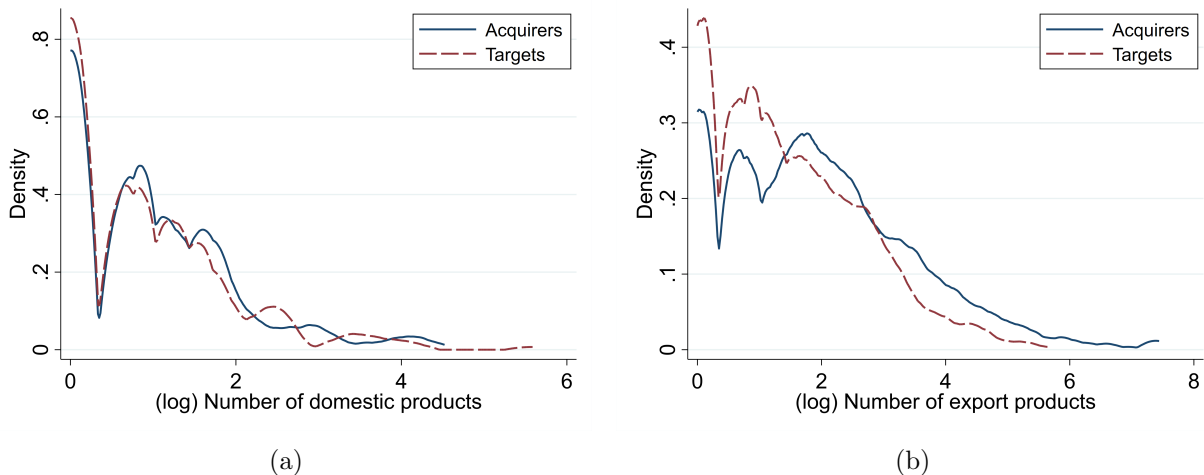 Acquirers
Targets
.8
.6
.4
.2
0
Density
0 2 4 6
(log) Number of domestic products
(a)
Acquirers
Targets
.4
.3
.2
.1
0
Density
0 2 4 6 8
(log) Number of export products
(b)